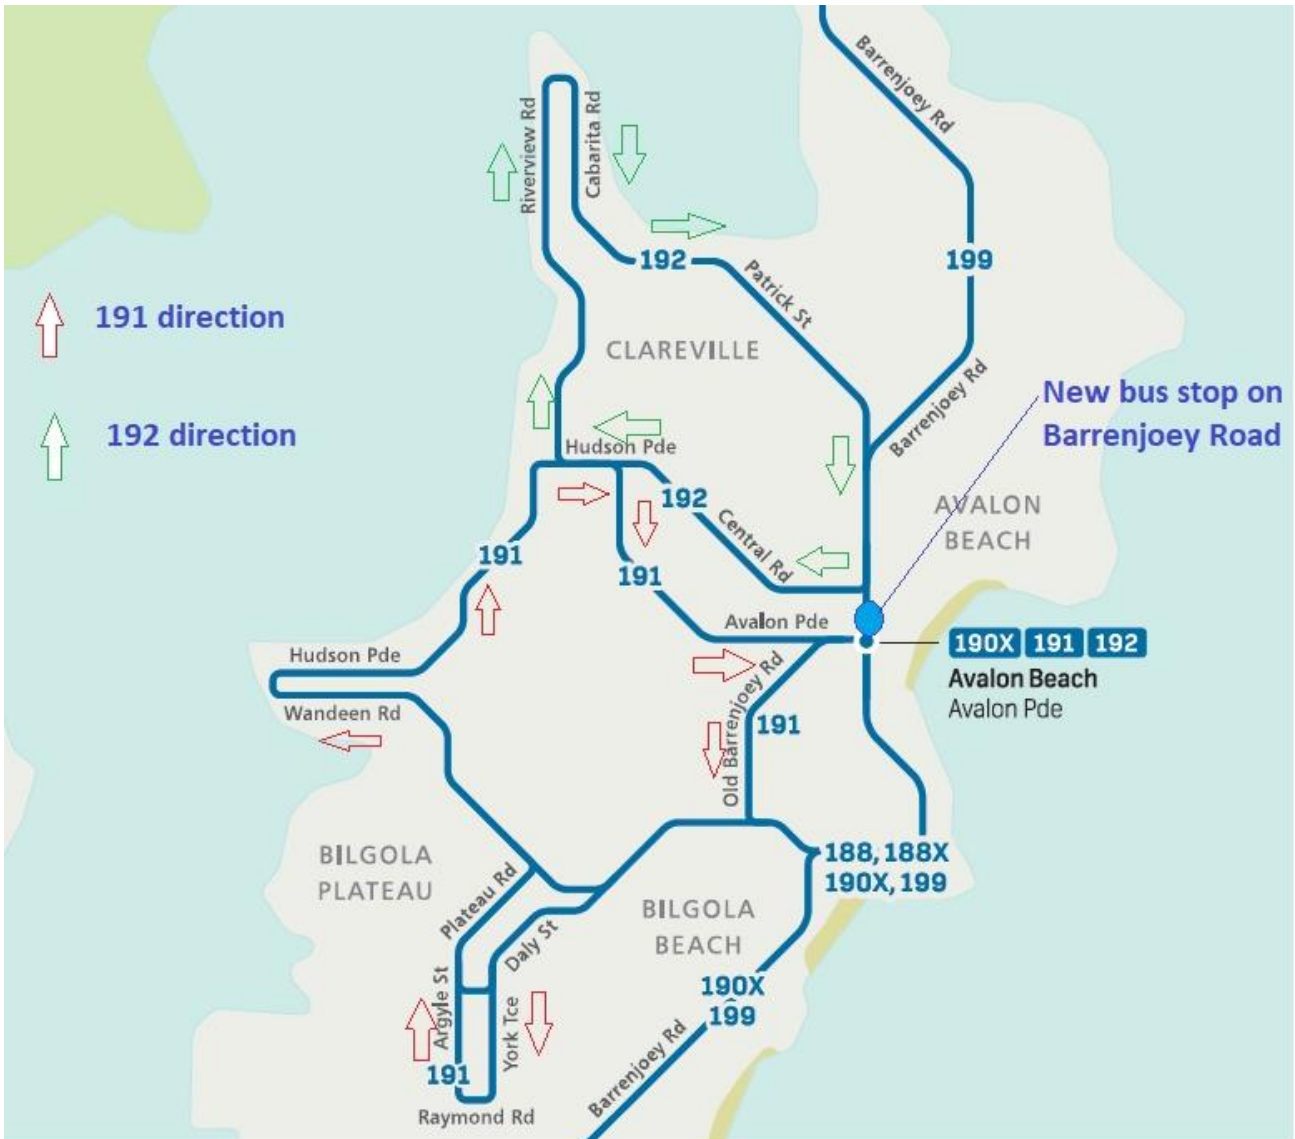 Barrenjoey Rd
Riverview Rd
Cabarita Rd
192
199
Patrick St
191 direction
CLAREVILLE
Barrenjoey Rd
New bus stop on
Barrenjoey Road
192 direction
Hudson Pde
192
AVALON
BEACH
Central Rd
191
191
Avalon Pde
190X 191 192
Avalon Beach
Avalon Pde
Hudson Pde
Wandeen Rd
Old Barrenjoey Rd
191
BILGOLA
PLATEAU
188, 188X
190X, 199
Plateau Rd
Daly St
BILGOLA
BEACH
190X
199
Argyle St
York Tce
191
Raymond Rd
Barrenjoey Rd